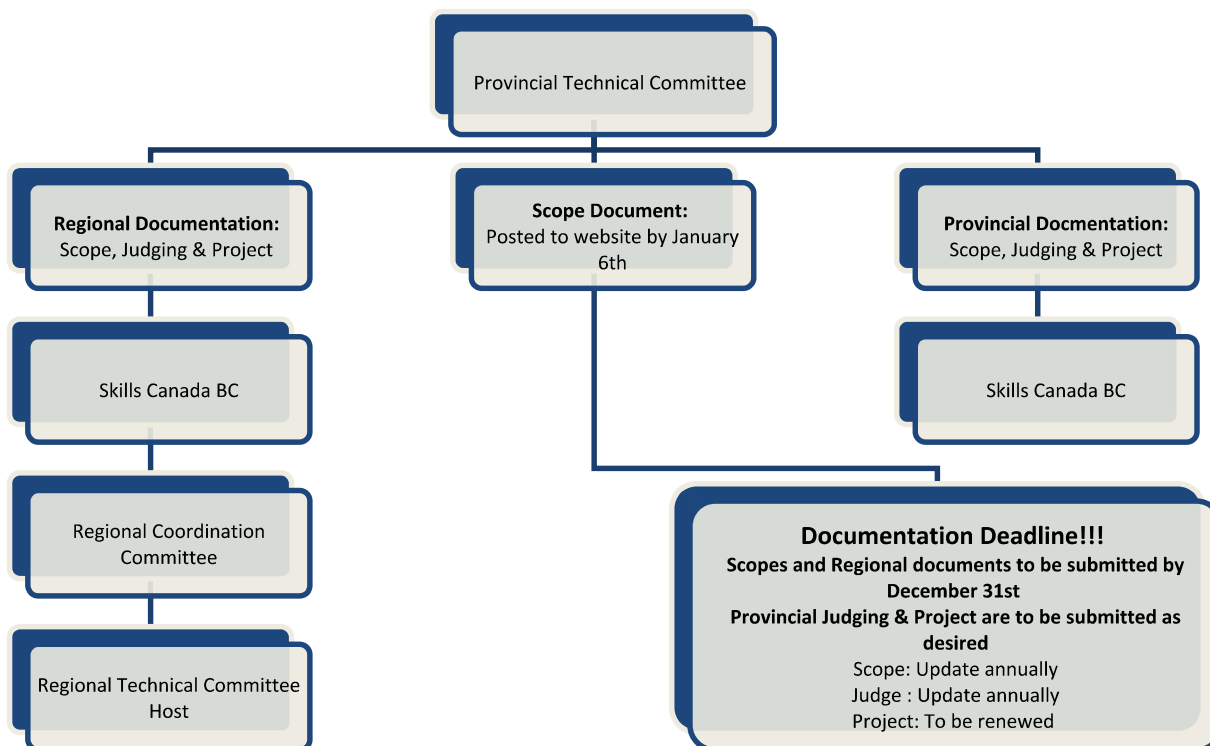 Provincial Technical Committee
Regional Documentation:
Scope, Judging & Project
Scope Document:
Posted to website by January
6th
Provincial Docmentation:
Scope, Judging & Project
Skills Canada BC
Skills Canada BC
Regional Coordination
Committee
Regional Technical Committee
Host
Documentation Deadline!!!
Scopes and Regional documents to be submitted by
December 31st
Provincial Judging & Project are to be submitted as
desired
Scope: Update annually
Judge : Update annually
Project: To be renewed